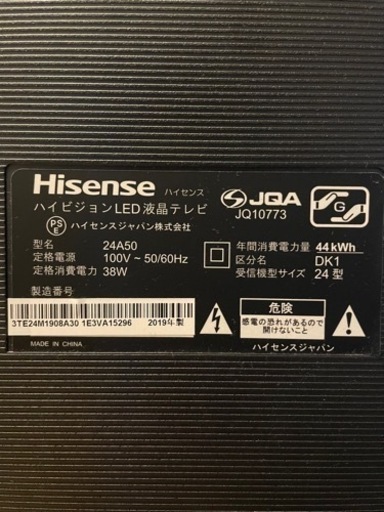 Hisense ハイセンス
ハイビジョンLED液晶テレビ
PS E ハイセンスジャパン株式会社
JQA
JQ10773
G
型名 24A50
定格電源 100V ~ 50/60Hz
定格消費電力 38W
年間消費電力量 44kWh
区分名 DK1
受信機型サイズ 24型
製造番号
3TE24M1908A30 1E3VA15296 2019年製
MADE IN CHINA
危険
感電の恐れがあるので
開けないこと
ハイセンスジャパン